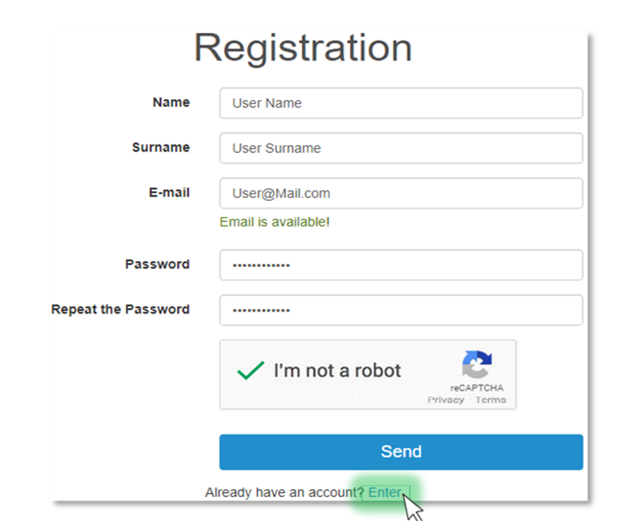 Registration
Name User Name
Surname User Surname
E-mail User@Mail.com
Email is available!
Password ••••••••••••
Repeat the Password ••••••••••••
I'm not a robot
reCAPTCHA
Privacy - Terms
Send
Already have an account? Enter